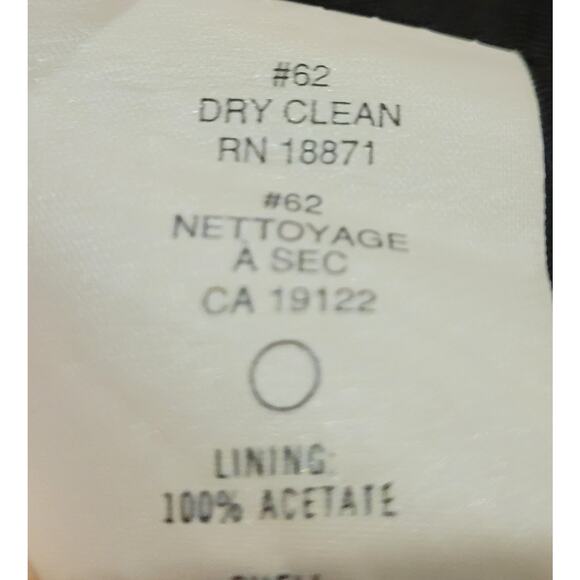 #62
DRY CLEAN
RN 18871
#62
NETTOYAGE
À SEC
CA 19122
LINING:
100% ACETATE